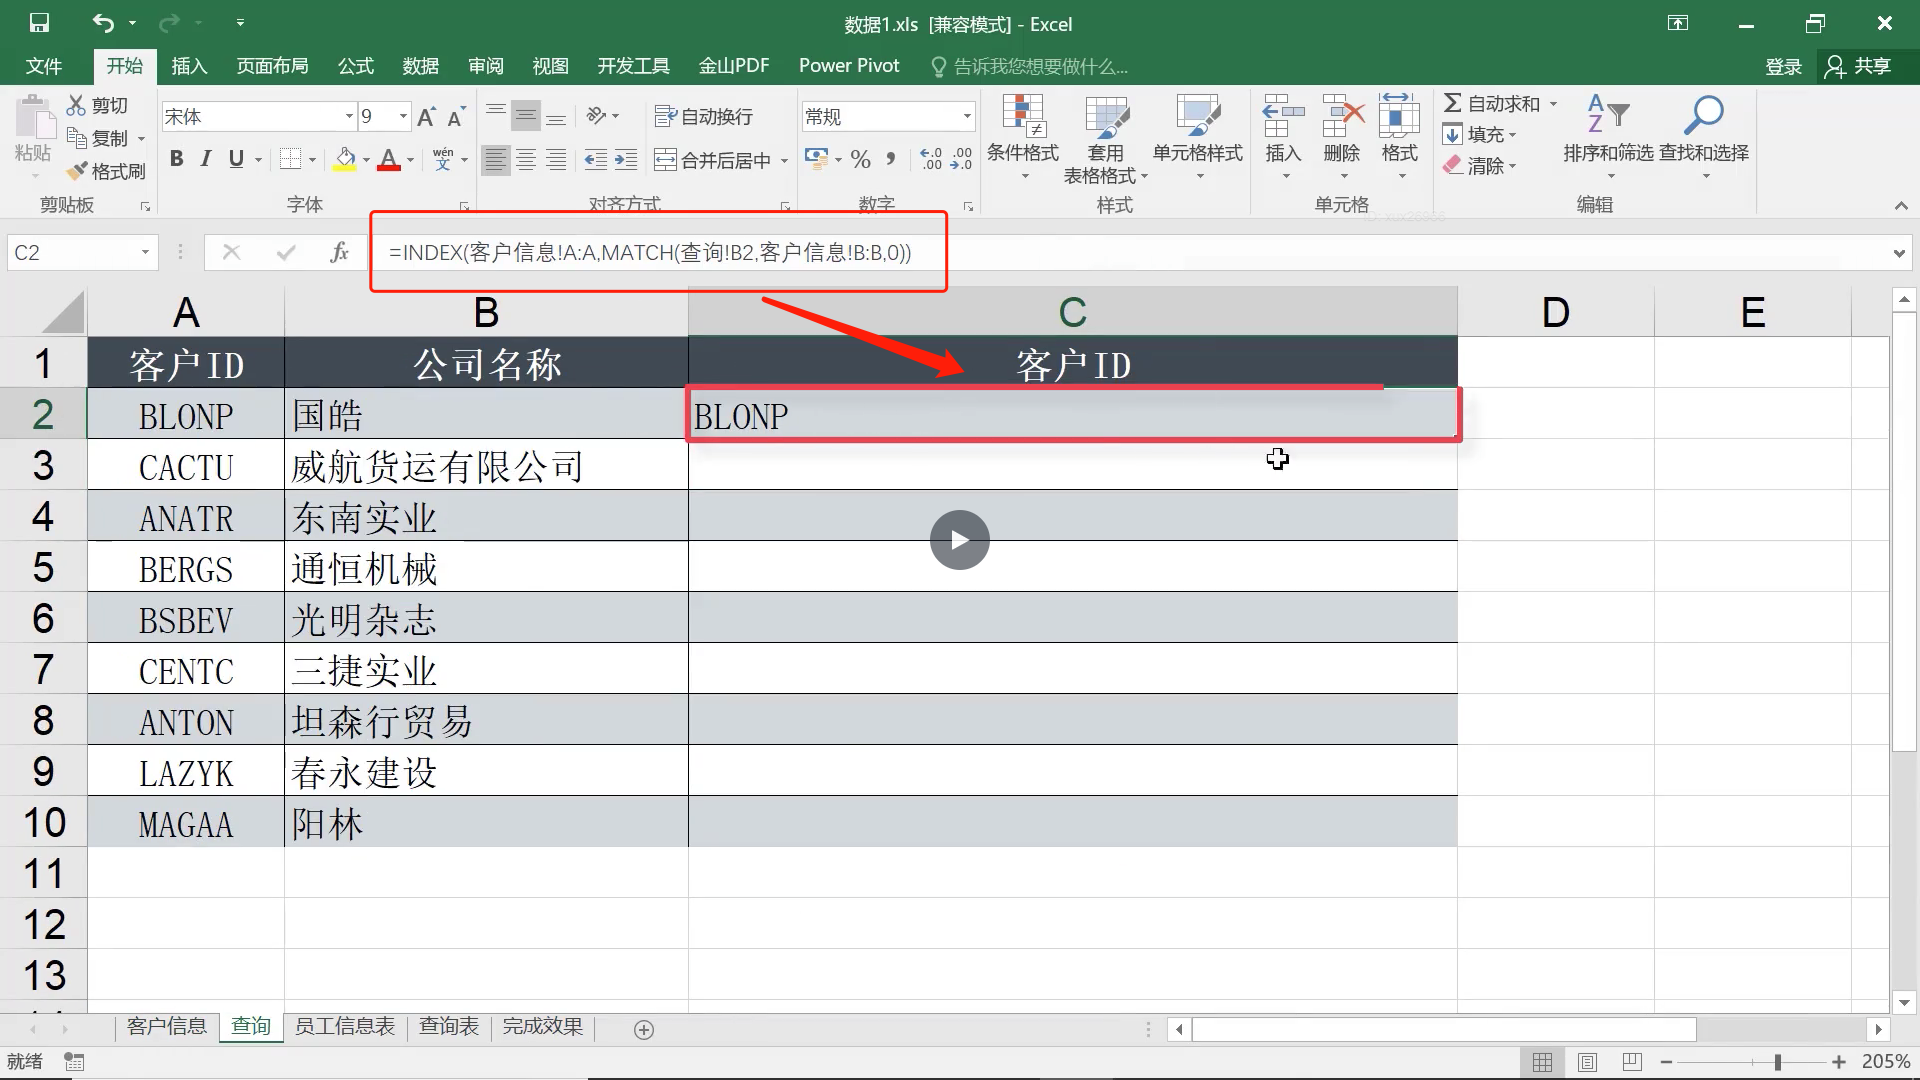 数据1.xls [兼容模式] - Excel
文件 开始 插入 页面布局 公式 数据 审阅 视图 开发工具 金山PDF Power Pivot 告诉我您想要做什么... 登录 共享
粘贴 剪切 复制 格式刷 剪贴板
宋体 9 A A B I U A wén 文 字体
自动换行 合并后居中 对齐方式
常规 % , .0 .00 .00 .0 数字
条件格式 套用 表格格式 单元格样式 样式
插入 删除 格式 单元格
自动求和 填充 清除 排序和筛选 查找和选择 编辑
C2 fx =INDEX(客户信息!A:A,MATCH(查询!B2,客户信息!B:B,0))
A B C D E
1 客户ID 公司名称 客户ID
2 BLONP 国皓 BLONP
3 CACTU 威航货运有限公司
4 ANATR 东南实业
5 BERGS 通恒机械
6 BSBEV 光明杂志
7 CENTC 三捷实业
8 ANTON 坦森行贸易
9 LAZYK 春永建设
10 MAGAA 阳林
11
12
13
客户信息 查询 员工信息表 查询表 完成效果
就绪 205%